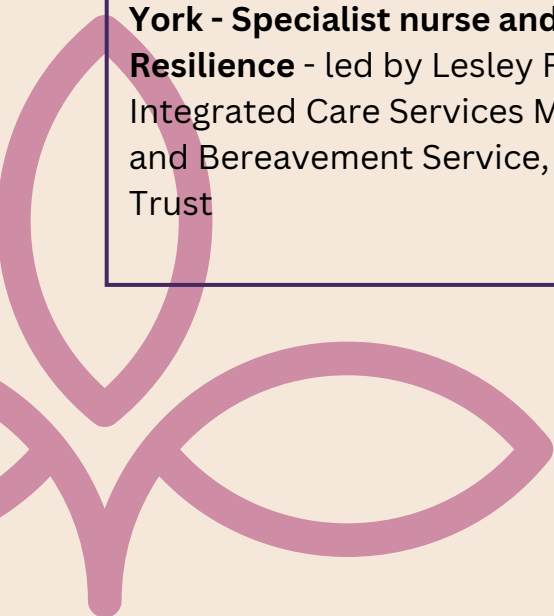 York - Specialist nurse and
Resilience - led by Lesley
Integrated Care Services
and Bereavement Service,
Trust